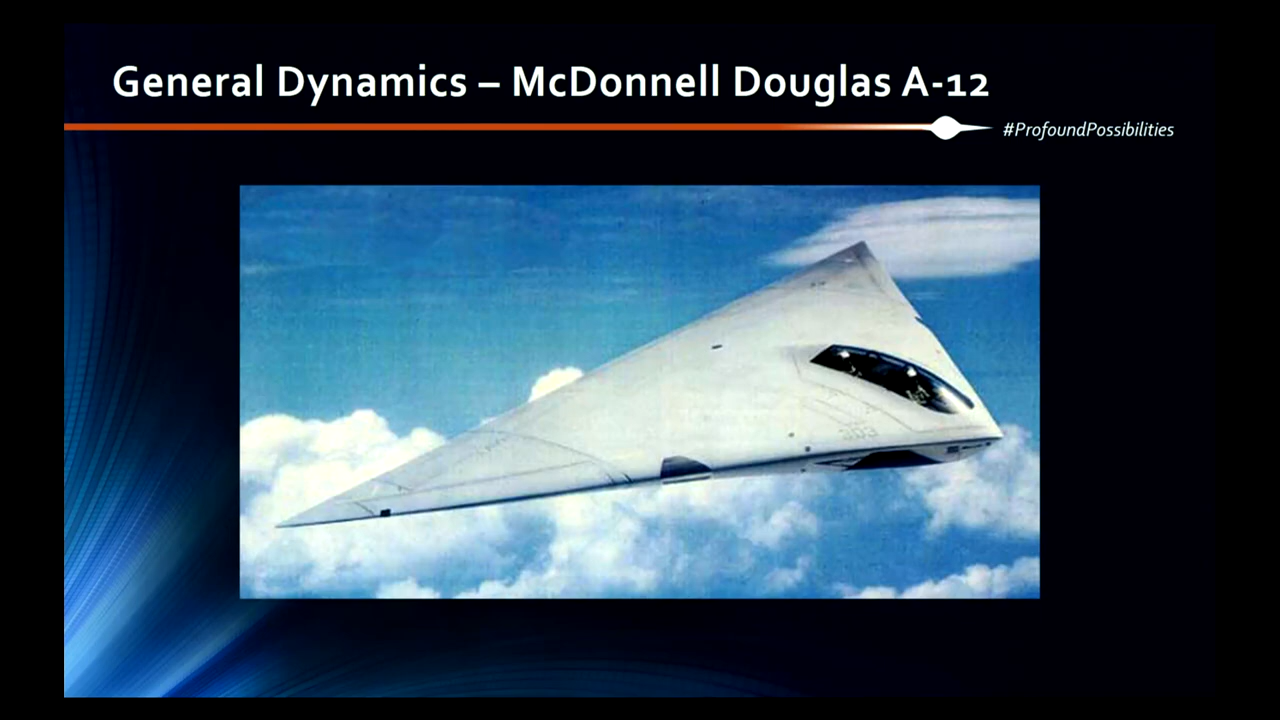 General Dynamics – McDonnell Douglas A-12
#ProfoundPossibilities